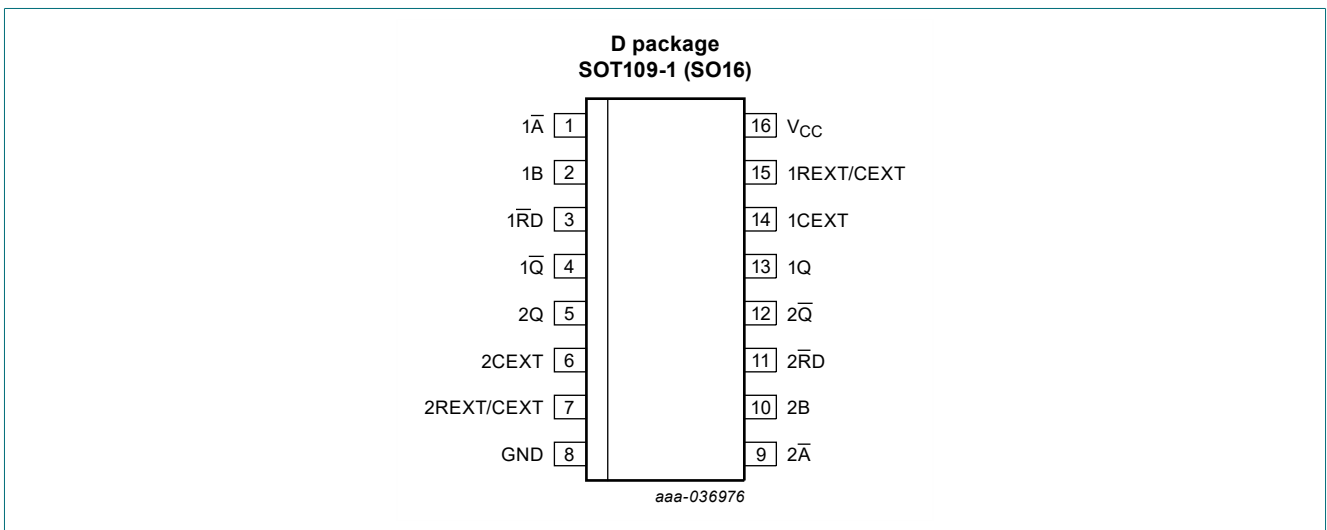 D package
SOT109-1 (SO16)
1A̅ 1
16 VCC
1B 2
15 1REXT/CEXT
1R̅D 3
14 1CEXT
1Q̅ 4
13 1Q
2Q 5
12 2Q̅
2CEXT 6
11 2R̅D
2REXT/CEXT 7
10 2B
GND 8
9 2A̅
aaa-036976